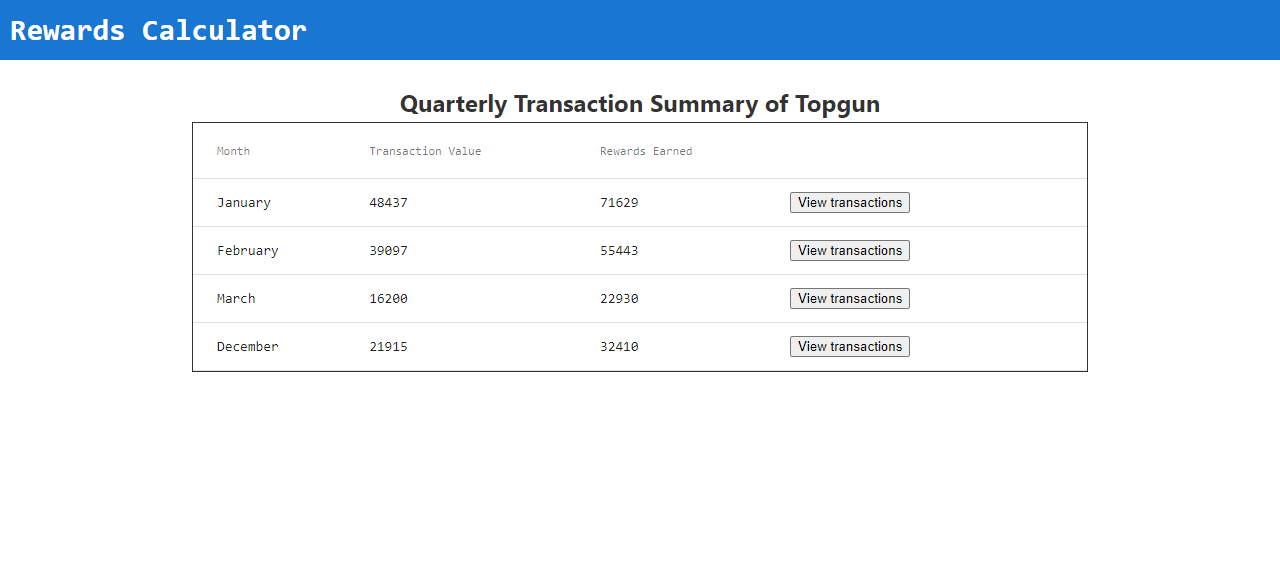 Rewards Calculator
Quarterly Transaction Summary of Topgun
Month Transaction Value Rewards Earned
January 48437 71629 View transactions
February 39097 55443 View transactions
March 16200 22930 View transactions
December 21915 32410 View transactions